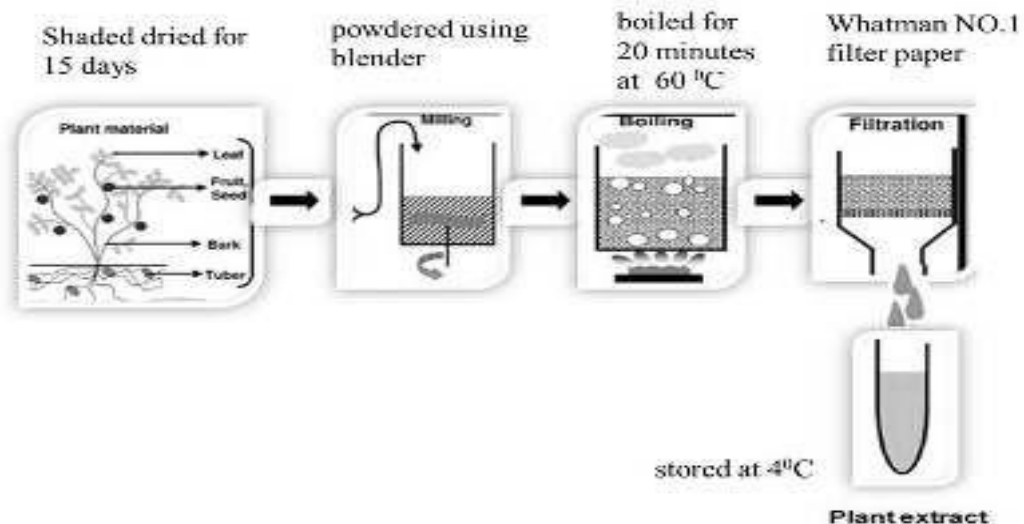 Shaded dried for
15 days
powdered using
blender
boiled for
20 minutes
at 60 ⁰C
Whatman NO.1
filter paper
Plant material
Leaf
Fruit,
Seed
Bark
Tuber
Milling
Boiling
Filtration
stored at 4⁰C
Plant extract